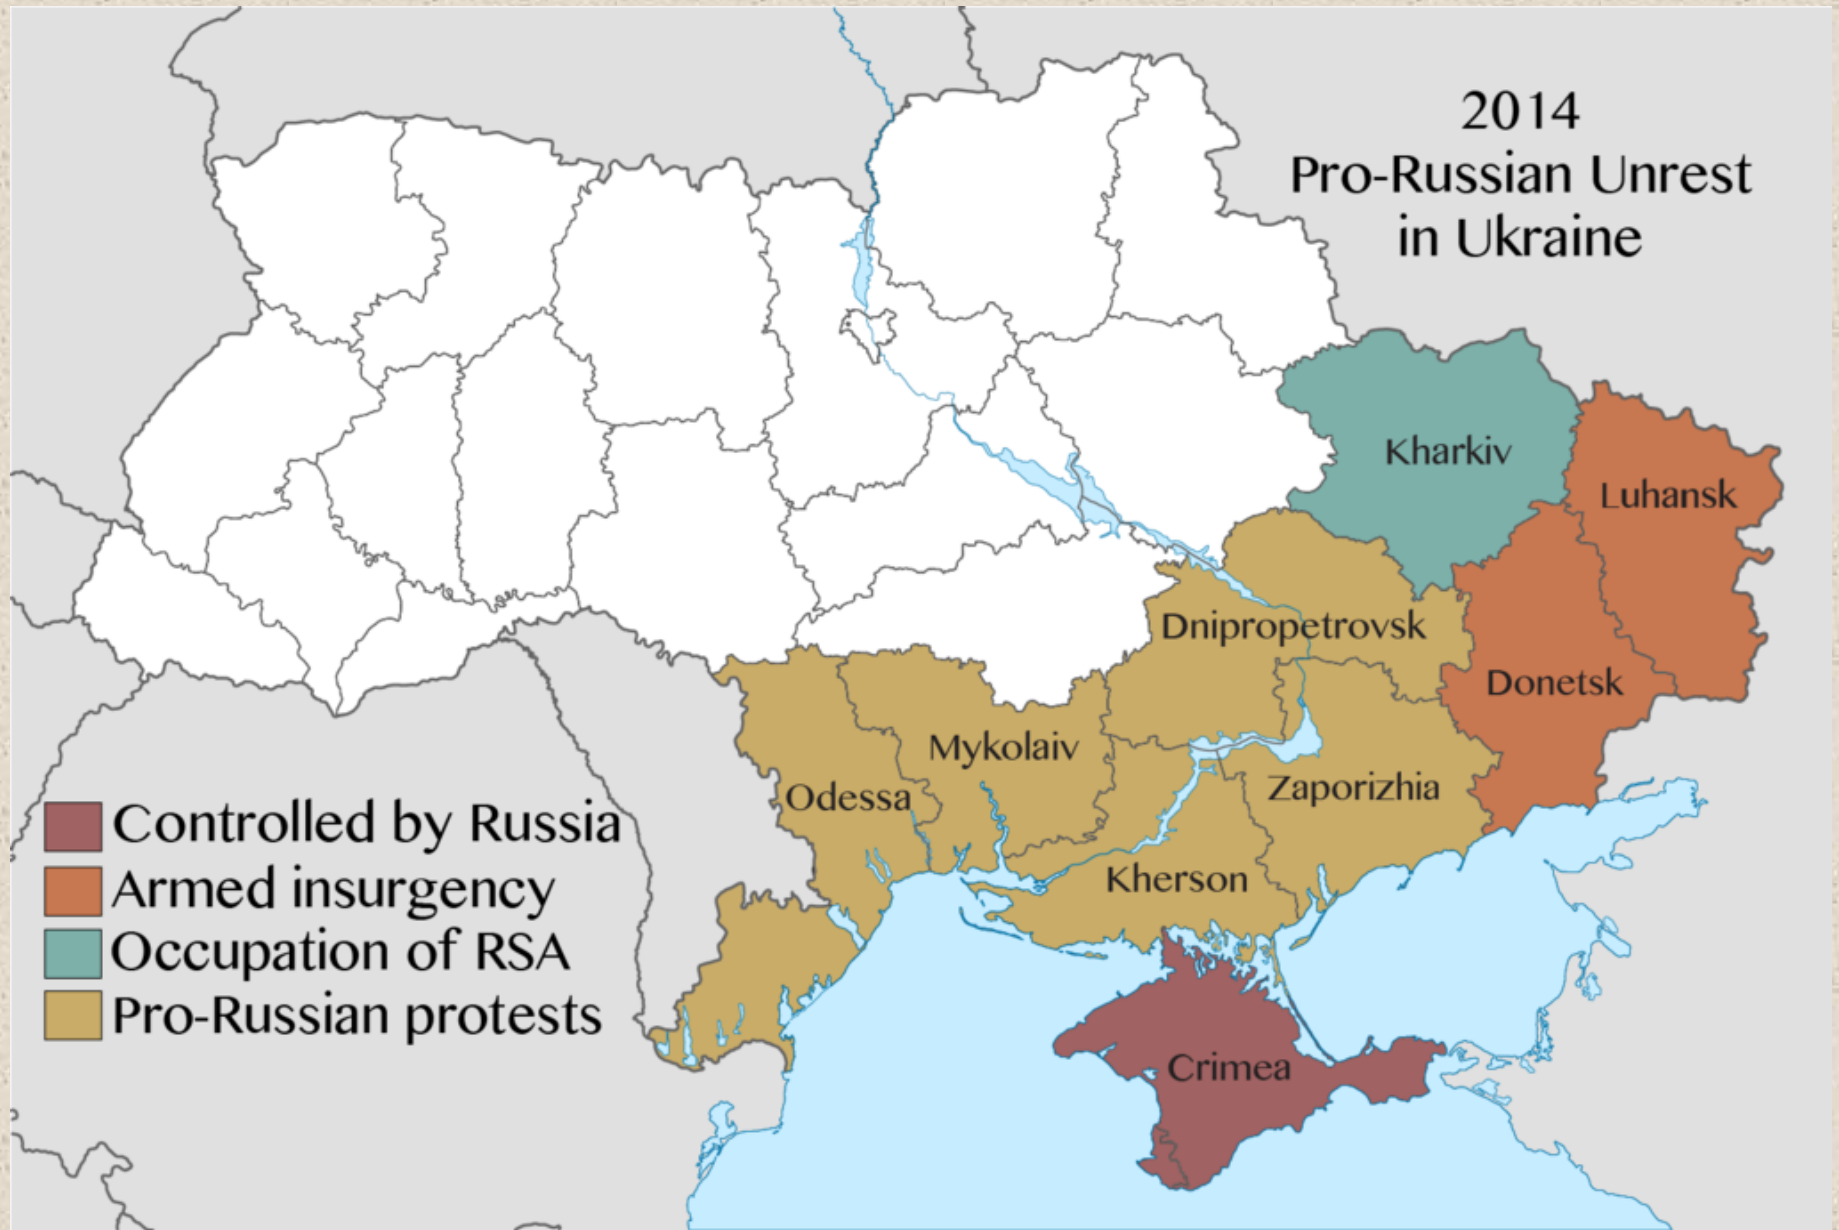 2014
Pro-Russian Unrest
in Ukraine
Kharkiv
Luhansk
Dnipropetrovsk
Donetsk
Mykolaiv
Odessa
Zaporizhia
Kherson
Crimea
Controlled by Russia
Armed insurgency
Occupation of RSA
Pro-Russian protests